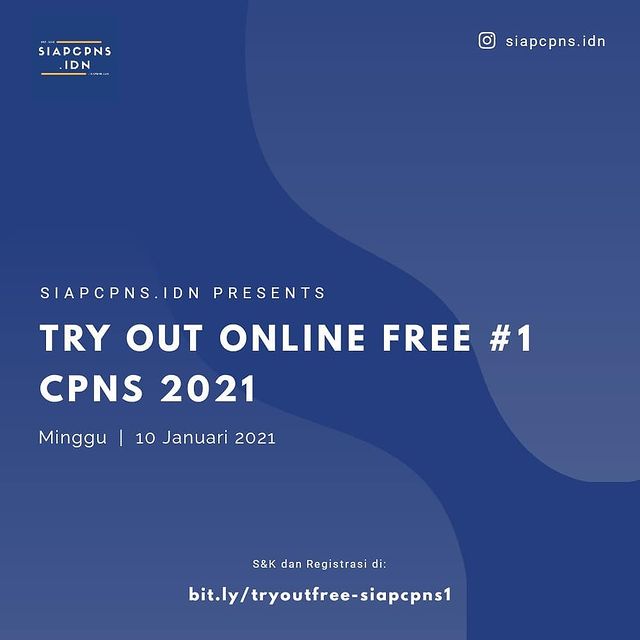 SIAPCPNS
.IDN
siapcpns.idn
SIAPCPNS.IDN PRESENTS
TRY OUT ONLINE FREE #1
CPNS 2021
Minggu | 10 Januari 2021
S&K dan Registrasi di:
bit.ly/tryoutfree-siapcpns1